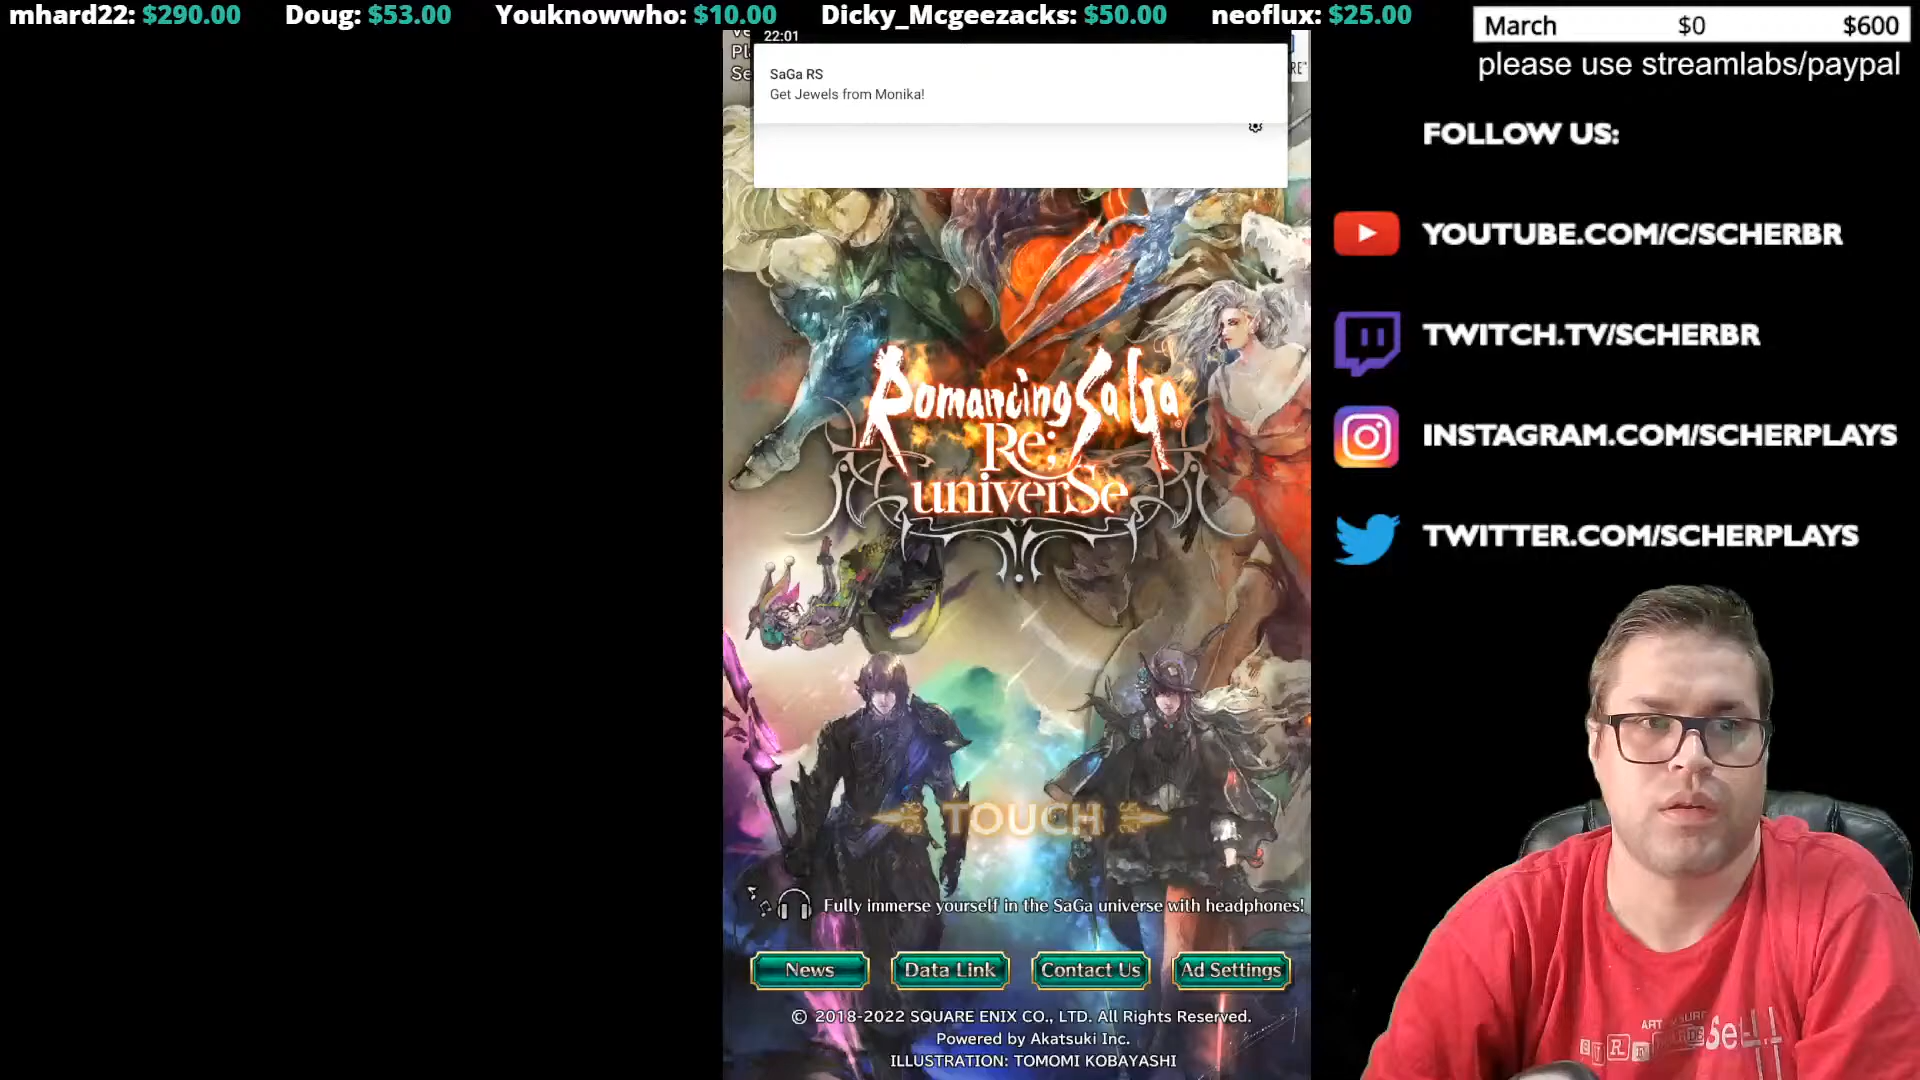 mhard22: $290.00 Doug: $53.00 Youknowwho: $10.00 Dicky_Mcgeezacks: $50.00 neoflux: $25.00
March $0 $600
please use streamlabs/paypal
22:01
Pl
Se
SaGa RS
Get Jewels from Monika!
FOLLOW US:
YOUTUBE.COM/C/SCHERBR
TWITCH.TV/SCHERBR
INSTAGRAM.COM/SCHERPLAYS
TWITTER.COM/SCHERPLAYS
Romancing SaGa
Re;
univerSe
TOUCH
Fully immerse yourself in the SaGa universe with headphones!
News
Data Link
Contact Us
Ad Settings
© 2018-2022 SQUARE ENIX CO., LTD. All Rights Reserved.
Powered by Akatsuki Inc.
ILLUSTRATION: TOMOMI KOBAYASHI